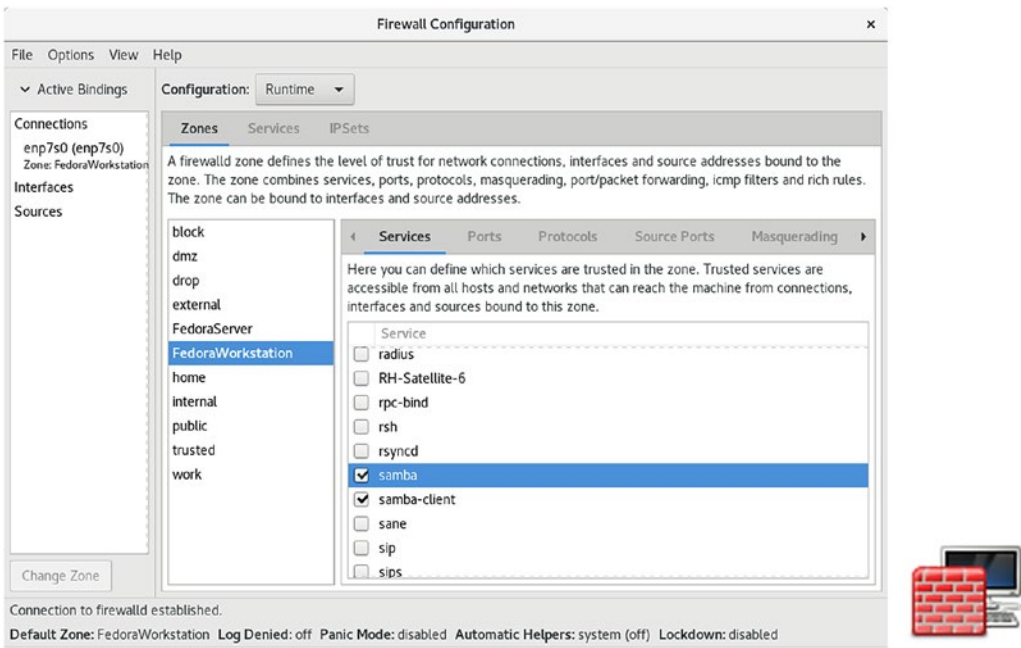 Firewall Configuration ×
File Options View Help
Active Bindings
Configuration: Runtime
Connections
enp7s0 (enp7s0)
Zone: FedoraWorkstation
Interfaces
Sources
Change Zone
Zones Services IPSets
A firewalld zone defines the level of trust for network connections, interfaces and source addresses bound to the
zone. The zone combines services, ports, protocols, masquerading, port/packet forwarding, icmp filters and rich rules.
The zone can be bound to interfaces and source addresses.
block
dmz
drop
external
FedoraServer
FedoraWorkstation
home
internal
public
trusted
work
Services Ports Protocols Source Ports Masquerading
Here you can define which services are trusted in the zone. Trusted services are
accessible from all hosts and networks that can reach the machine from connections,
interfaces and sources bound to this zone.
Service
radius
RH-Satellite-6
rpc-bind
rsh
rsyncd
samba
samba-client
sane
sip
sips
Connection to firewalld established.
Default Zone: FedoraWorkstation Log Denied: off Panic Mode: disabled Automatic Helpers: system (off) Lockdown: disabled